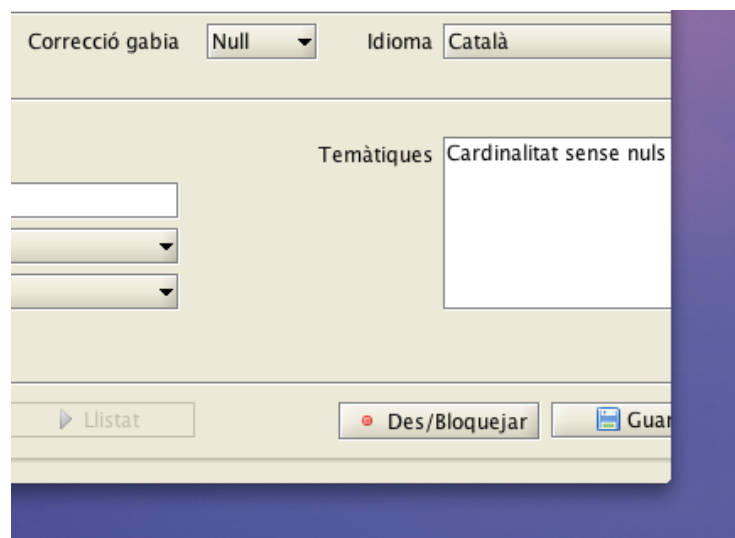 Correcció gabia Null Idioma Català
Temàtiques Cardinalitat sense nuls
Llistat Des/Bloquejar